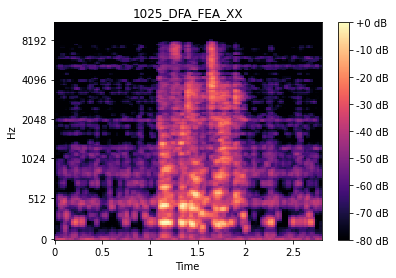 1025_DFA_FEA_XX
Hz
8192
4096
2048
1024
512
0
0
0.5
1
1.5
2
2.5
Time
+0 dB
-10 dB
-20 dB
-30 dB
-40 dB
-50 dB
-60 dB
-70 dB
-80 dB